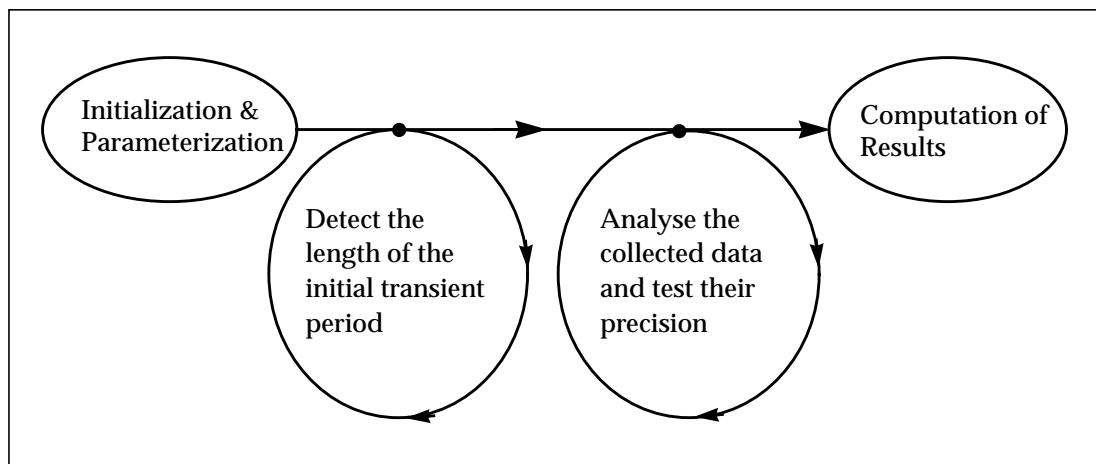 Initialization &
Parameterization
Detect the
length of the
initial transient
period
Analyse the
collected data
and test their
precision
Computation of
Results